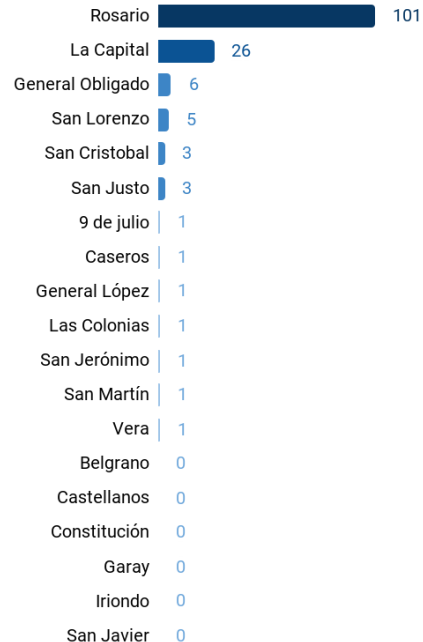 Rosario 101
La Capital 26
General Obligado 6
San Lorenzo 5
San Cristobal 3
San Justo 3
9 de julio 1
Caseros 1
General López 1
Las Colonias 1
San Jerónimo 1
San Martín 1
Vera 1
Belgrano 0
Castellanos 0
Constitución 0
Garay 0
Iriondo 0
San Javier 0